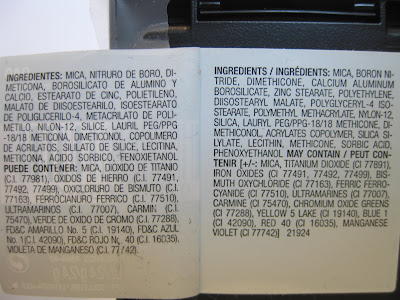 INGREDIENTES: MICA, NITRURO DE BORO, DI-
METICONA, BOROSILICATO DE ALUMINO Y
CALCIO, ESTEARATO DE CINC, POLIETILENO,
MALATO DE DIISOESTEARILO, ISOESTEARATO
DE POLIGLICERILO-4, METACRILATO DE POLI-
METILO, NILON-12, SILICE, LAURIL PEG/PPG
-18/18 METICONA, DIMETICONOL, COPOLIMERO
DE ACRILATOS, SILILATO DE SILICE, LECITINA,
METICONA, ACIDO SORBICO, FENOXIETANOL.
PUEDE CONTENER: MICA, DIOXIDO DE TITANIO
(C.I. 77981), OXIDOS DE HIERRO (C.I. 77491,
77492, 77499), OXICLORURO DE BISMUTO (C.I.
77163), FERROCIANURO FERRICO (C.I. 77510),
ULTRAMARINOS (C.I. 77007), CARMIN (C.I.
75470), VERDE DE OXIDO DE CROMO (C.I. 77288),
FD&C AMARILLO No. 5 (C.I. 19140), FD&C AZUL
No.1(C.I. 42090), FD&C ROJO No. 40 (C.I. 16035),
VIOLETA DE MANGANESO (C.I. 77742).
INGREDIENTS / INGRÉDIENTS: MICA, BORON NI-
TRIDE, DIMETHICONE, CALCIUM ALUMINUM
BOROSILICATE, ZINC STEARATE, POLYETHYLENE,
DIISOSTEARYL MALATE, POLYGLYCERYL-4 ISO-
STEARATE, POLYMETHYL METHACRYLATE, NYLON-12,
SILICA, LAURYL PEG/PPG-18/18 METHICONE, DI-
METHICONOL, ACRYLATES COPOLYMER, SILICA SI-
LYLATE, LECITHIN, METHICONE, SORBIC ACID,
PHENOXYETHANOL. MAY CONTAIN / PEUT CON-
TENIR [+/-: MICA, TITANIUM DIOXIDE (CI 77891),
IRON OXIDES (CI 77491, 77492, 77499), BISMUTH
OXYCHLORIDE (CI 77163), FERRIC FERRO-
CYANIDE (CI 77510), ULTRAMARINES (CI 77007),
CARMINE (CI 75470), CHROMIUM OXIDE GREENS
(CI 77288), YELLOW 5 LAKE (CI 19140), BLUE 1
(CI 42090), RED 40 (CI 16035), MANGANESE
VIOLET (CI 77742)] 21924